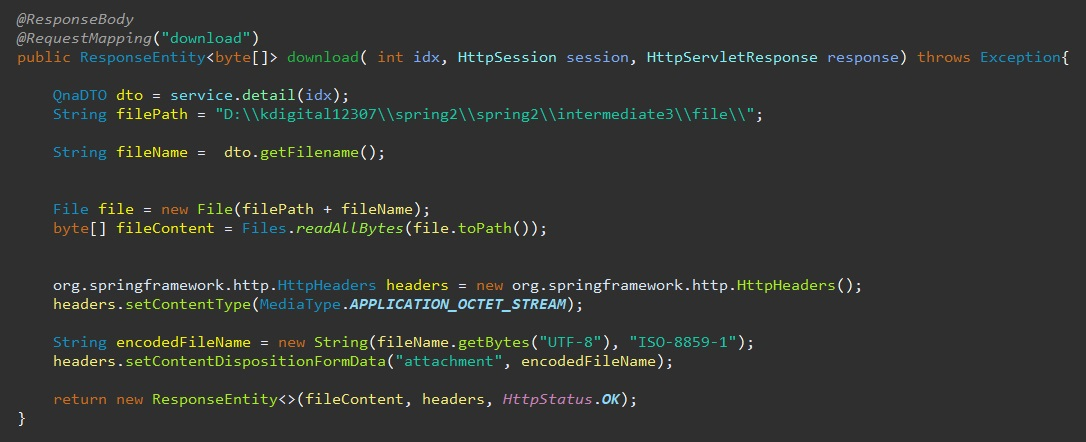 @ResponseBody
@RequestMapping("download")
public ResponseEntity<byte[]> download( int idx, HttpSession session, HttpServletResponse response) throws Exception{
QnaDTO dto = service.detail(idx);
String filePath = "D:\\kdigital12307\\spring2\\spring2\\intermediate3\\file\\";
String fileName =  dto.getFilename();
File file = new File(filePath + fileName);
byte[] fileContent = Files.readAllBytes(file.toPath());
org.springframework.http.HttpHeaders headers = new org.springframework.http.HttpHeaders();
headers.setContentType(MediaType.APPLICATION_OCTET_STREAM);
String encodedFileName = new String(fileName.getBytes("UTF-8"), "ISO-8859-1");
headers.setContentDispositionFormData("attachment", encodedFileName);
return new ResponseEntity<>(fileContent, headers, HttpStatus.OK);
}